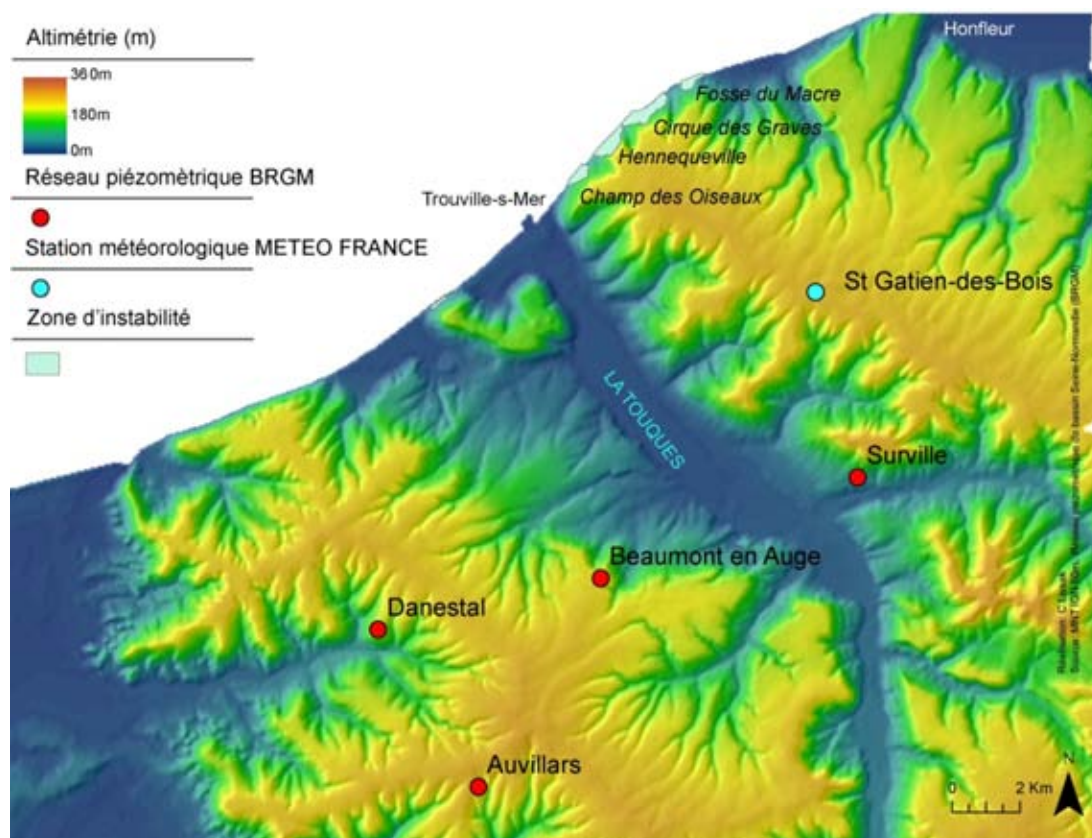 Altimétrie (m)
360m
180m
0m
Réseau piézomètrique BRGM
Station météorologique METEO FRANCE
Zone d'instabilité
Honfleur
Fosse du Macre
Cirque des Graves
Hennequeville
Trouville-s-Mer
Champ des Oiseaux
St Gatien-des-Bois
LA TOUQUES
Surville
Beaumont en Auge
Danestal
Auvillars
N
0 2 Km